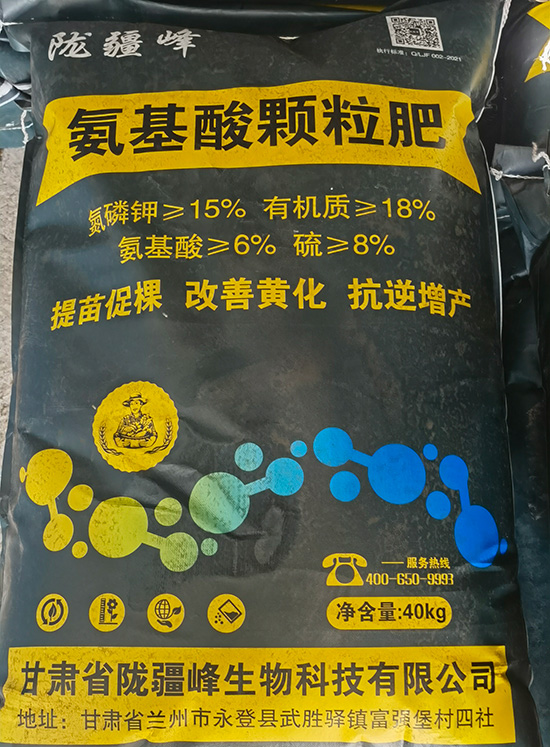 陇疆峰
执行标准：Q/LJF 002-2021
氨基酸颗粒肥
氮磷钾≥15% 有机质≥18%
氨基酸≥6% 硫≥8%
提苗促棵 改善黄化 抗逆增产
——服务热线
400-650-9993
净含量:40kg
甘肃省陇疆峰生物科技有限公司
地址：甘肃省兰州市永登县武胜驿镇富强堡村四社